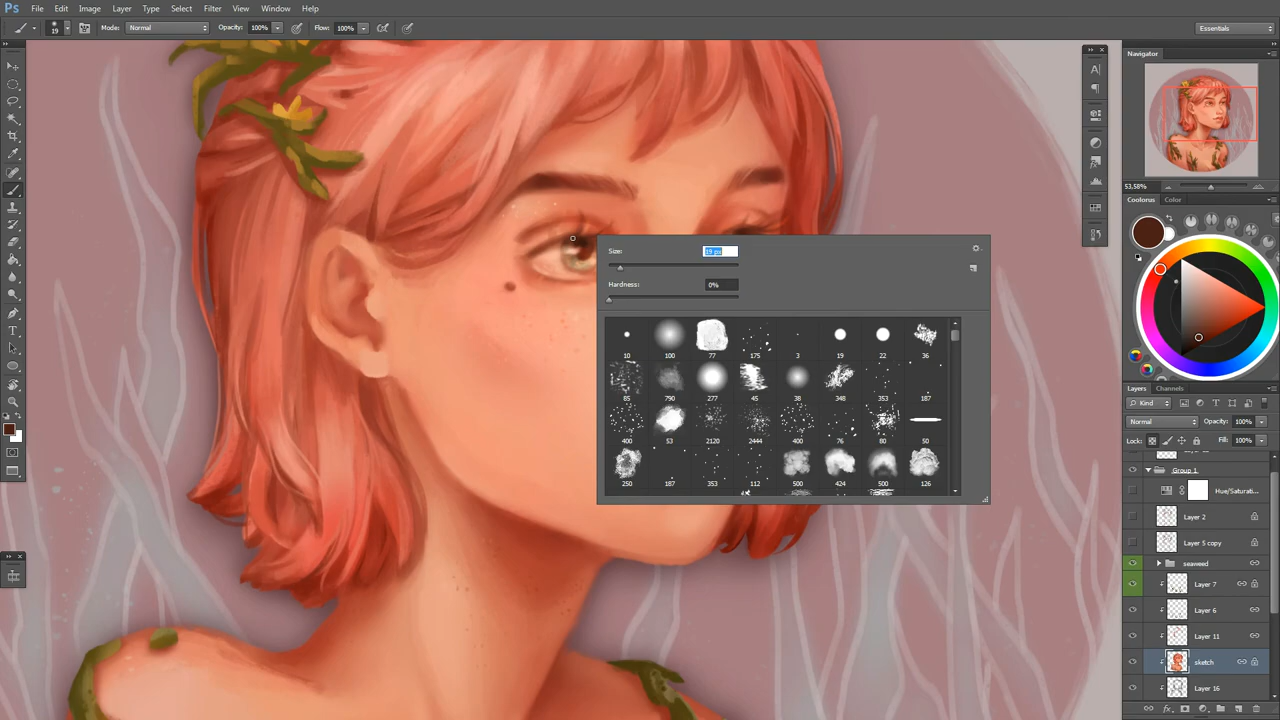 Ps File Edit Image Layer Type Select Filter View Window Help
19 Mode: Normal Opacity: 100% Flow: 100% Essentials
Navigator
53,58%
Coolorus Color
Size: 19 px
Hardness: 0%
10 100 77 175 3 19 22 36
85 790 277 45 38 348 353 187
400 53 2120 2444 400 76 80 50
250 187 353 112 500 424 500 126
Layers Channels
Kind
Normal Opacity: 100%
Lock: Fill: 100%
Group 1
Hue/Saturati...
Layer 2
Layer 5 copy
seaweed
Layer 7
Layer 6
Layer 11
sketch
Layer 16